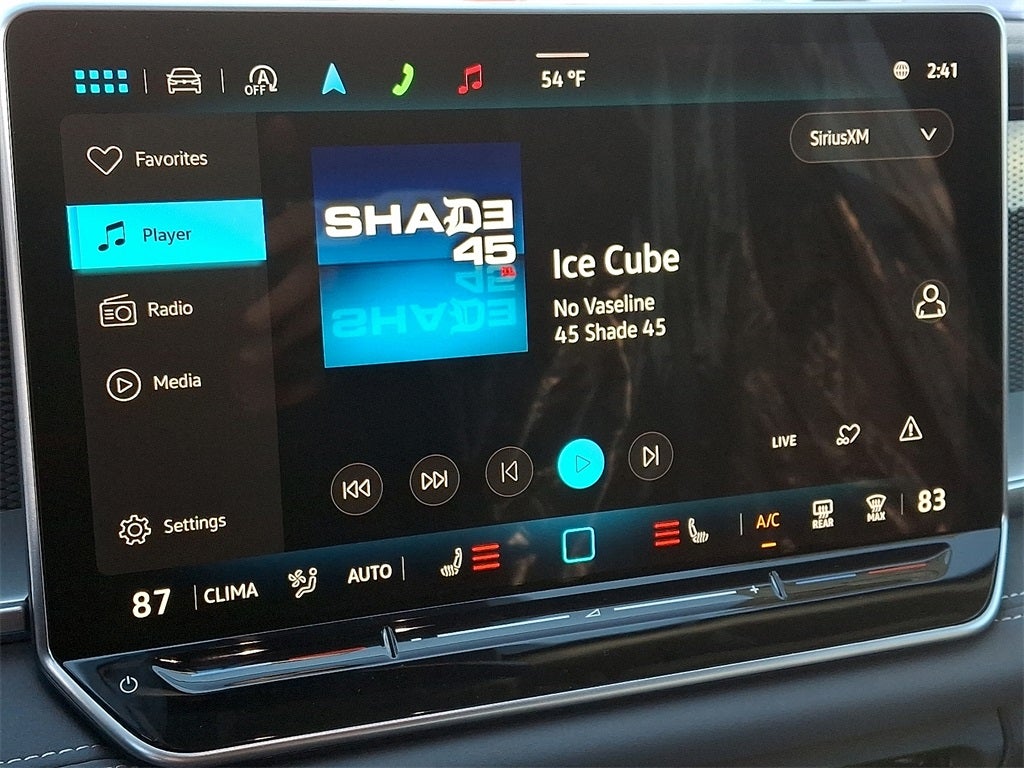 A OFF
54 °F
2:41
SiriusXM
Favorites
Player
Radio
Media
Settings
SHADE
45
Ice Cube
No Vaseline
45 Shade 45
LIVE
87
CLIMA
AUTO
A/C
REAR
MAX
83
- +